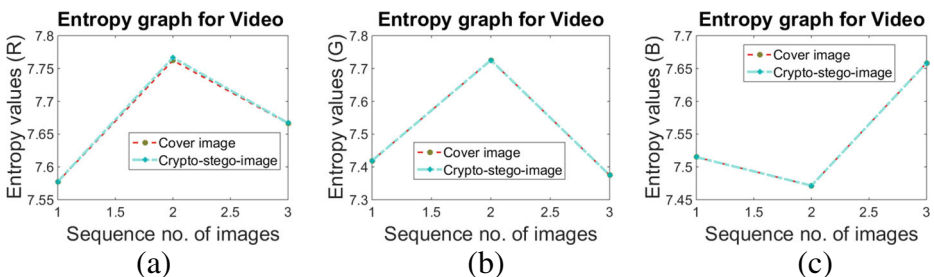 Entropy graph for Video
Entropy values (R)
7.8
7.75
7.7
7.65
7.6
7.55
Cover image
Crypto-stego-image
1 1.5 2 2.5 3
Sequence no. of images
(a)
Entropy graph for Video
Entropy values (G)
7.8
7.7
7.6
7.5
7.4
7.3
Cover image
Crypto-stego-image
1 1.5 2 2.5 3
Sequence no. of images
(b)
Entropy graph for Video
Entropy values (B)
7.7
7.65
7.6
7.55
7.5
7.45
Cover image
Crypto-stego-image
1 1.5 2 2.5 3
Sequence no. of images
(c)